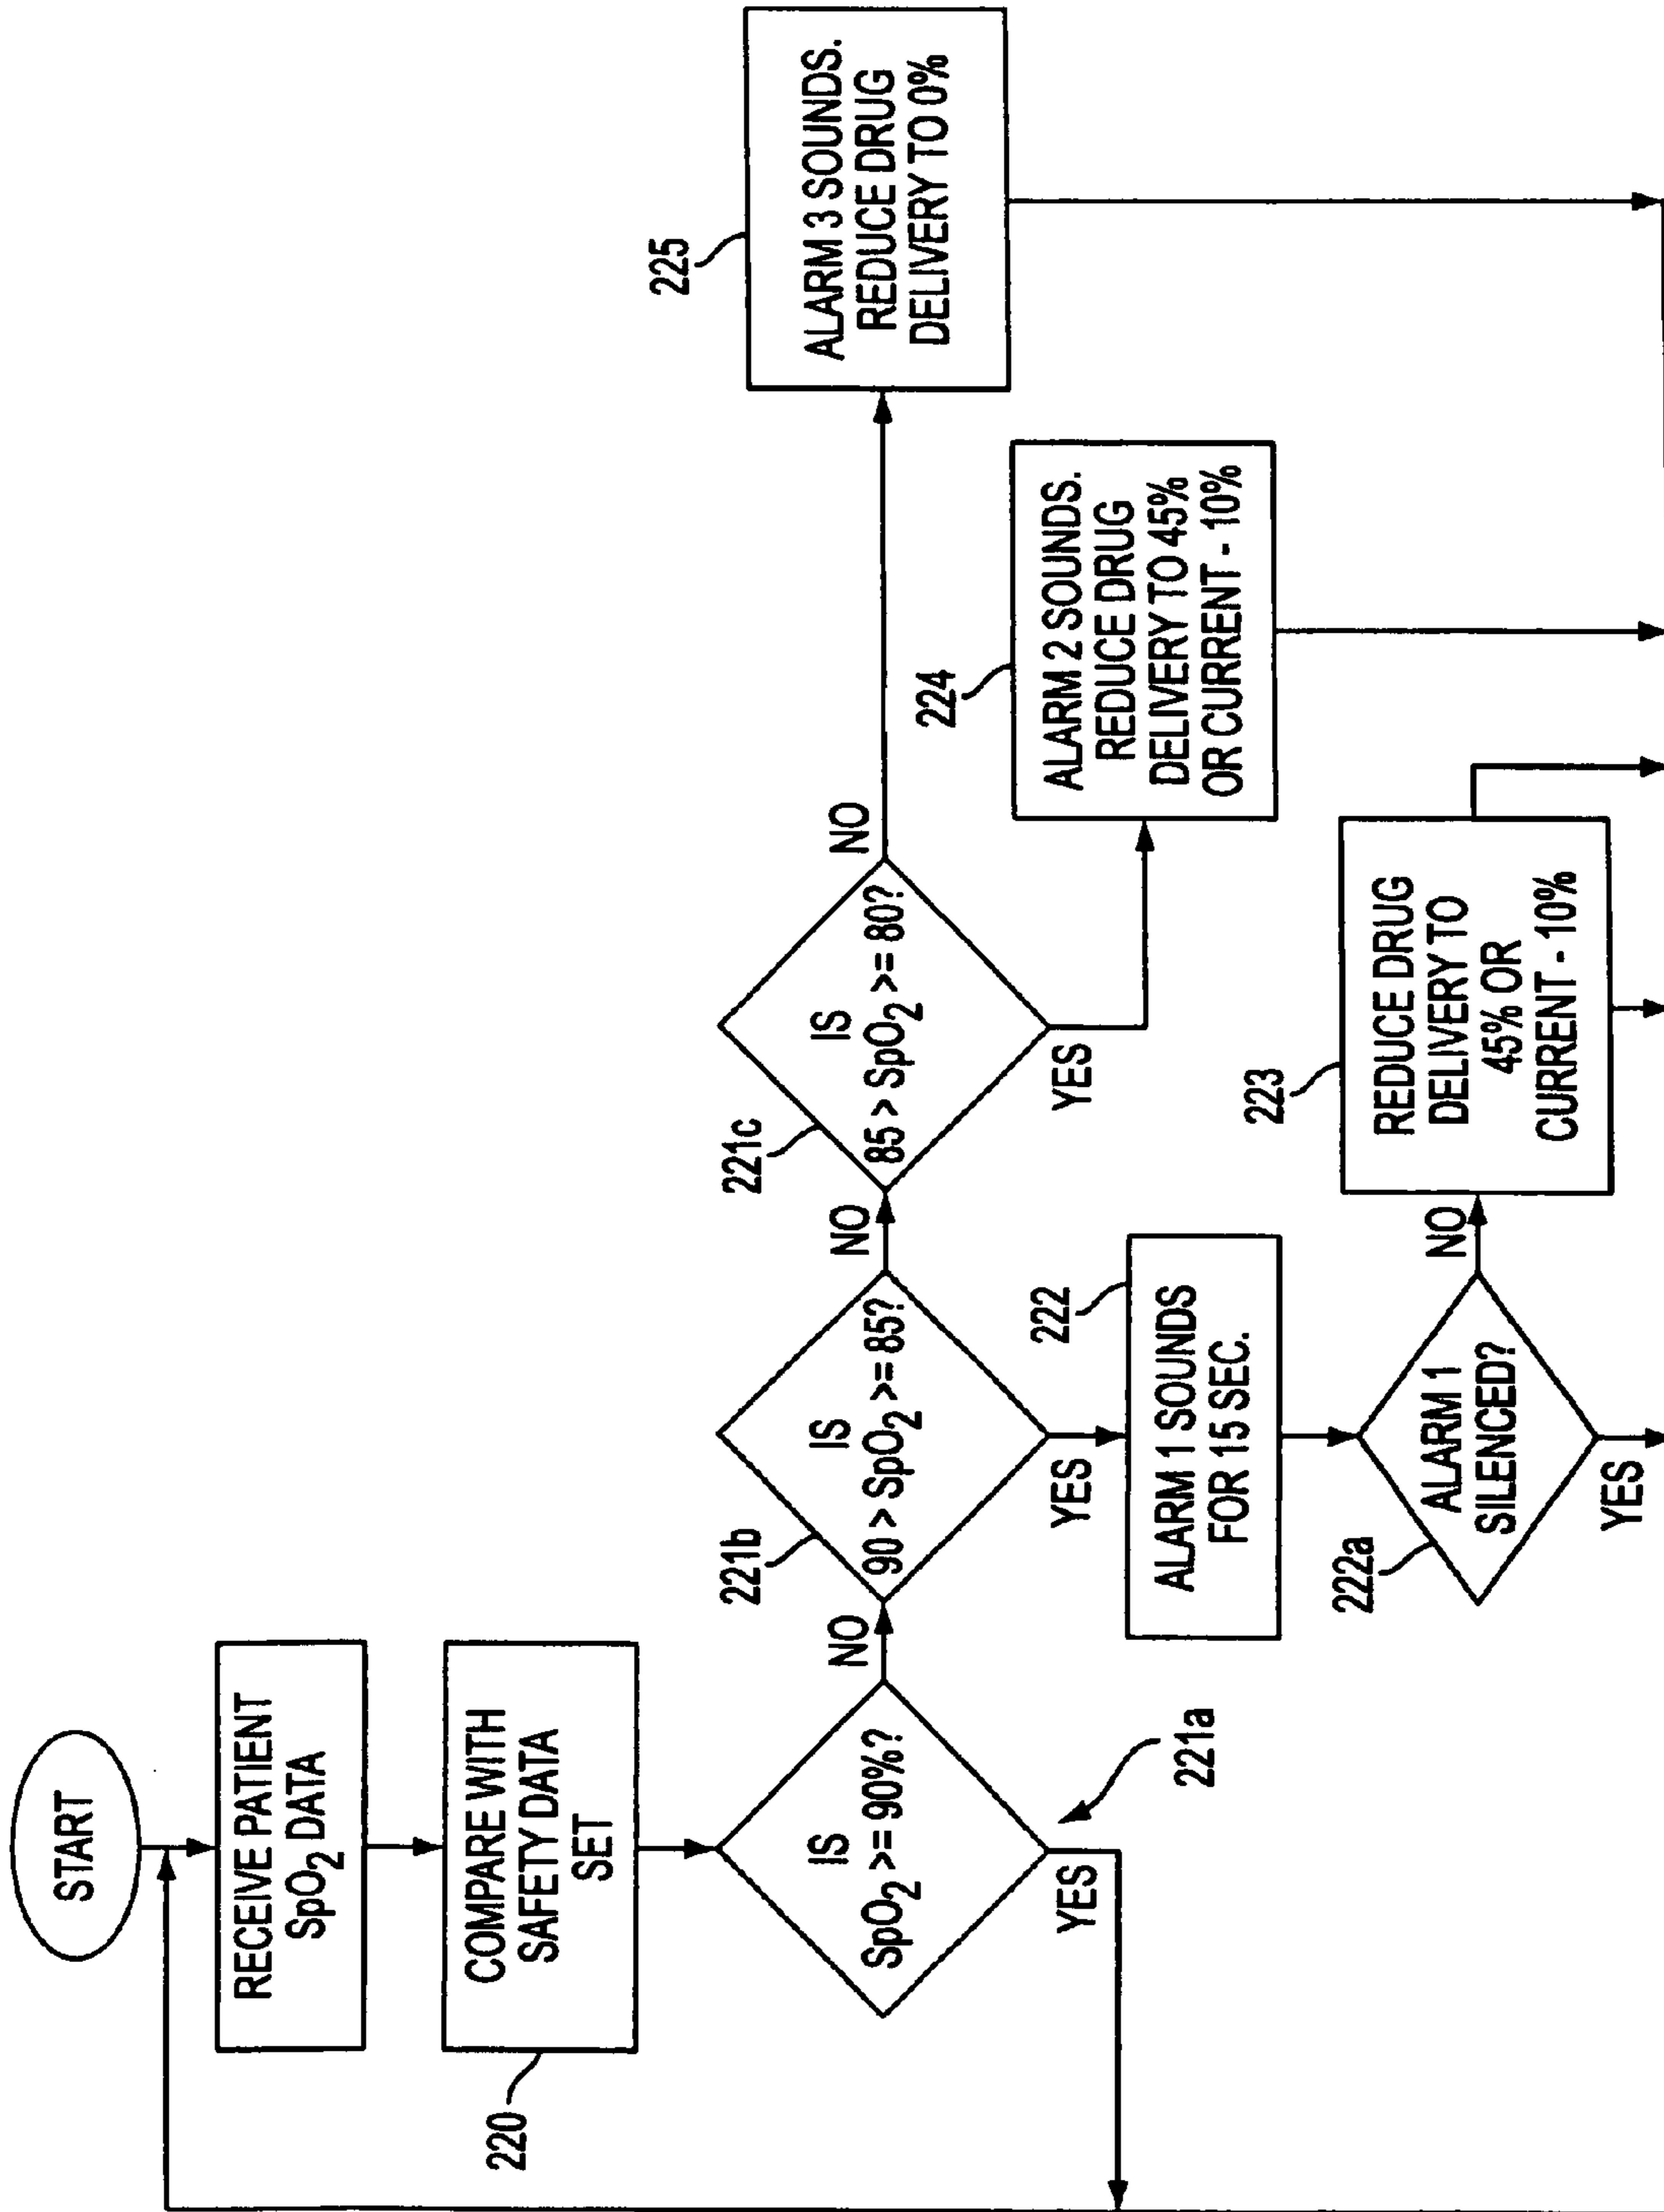 START
RECEIVE PATIENT
SpO2 DATA
COMPARE WITH
SAFETY DATA
SET
220
IS
SpO2 >= 90%?
221a
YES
NO
IS
90 > SpO2 >= 85?
221b
YES
NO
IS
85 > SpO2 >= 80?
221c
YES
NO
ALARM 3 SOUNDS.
REDUCE DRUG
DELIVERY TO 0%
225
ALARM 2 SOUNDS.
REDUCE DRUG
DELIVERY TO 45%
OR CURRENT - 10%
224
ALARM 1 SOUNDS
FOR 15 SEC.
222
ALARM 1
SILENCED?
222a
YES
NO
REDUCE DRUG
DELIVERY TO
45% OR
CURRENT - 10%
223